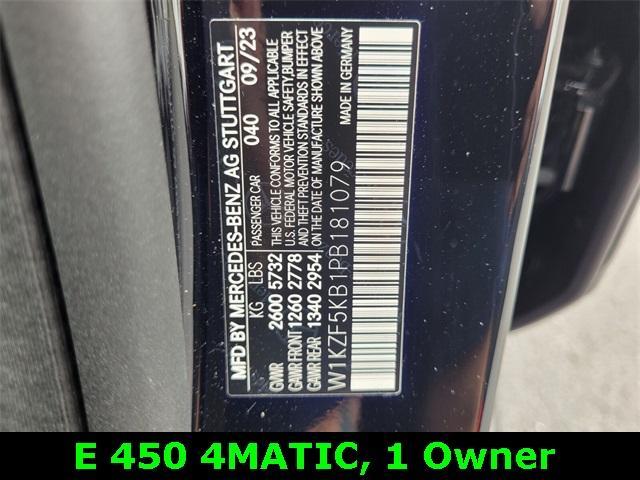 MFD BY MERCEDES-BENZ AG STUTTGART
KG LBS PASSENGER CAR 040 09/23
GVWR 2600 5732 THIS VEHICLE CONFORMS TO ALL APPLICABLE
GAWR FRONT 1260 2778 U.S. FEDERAL MOTOR VEHICLE SAFETY, BUMPER
GAWR REAR 1340 2954 AND THEFT PREVENTION STANDARDS IN EFFECT
ON THE DATE OF MANUFACTURE SHOWN ABOVE
W1KZF5KB1PB181079 MADE IN GERMANY
E 450 4MATIC, 1 Owner